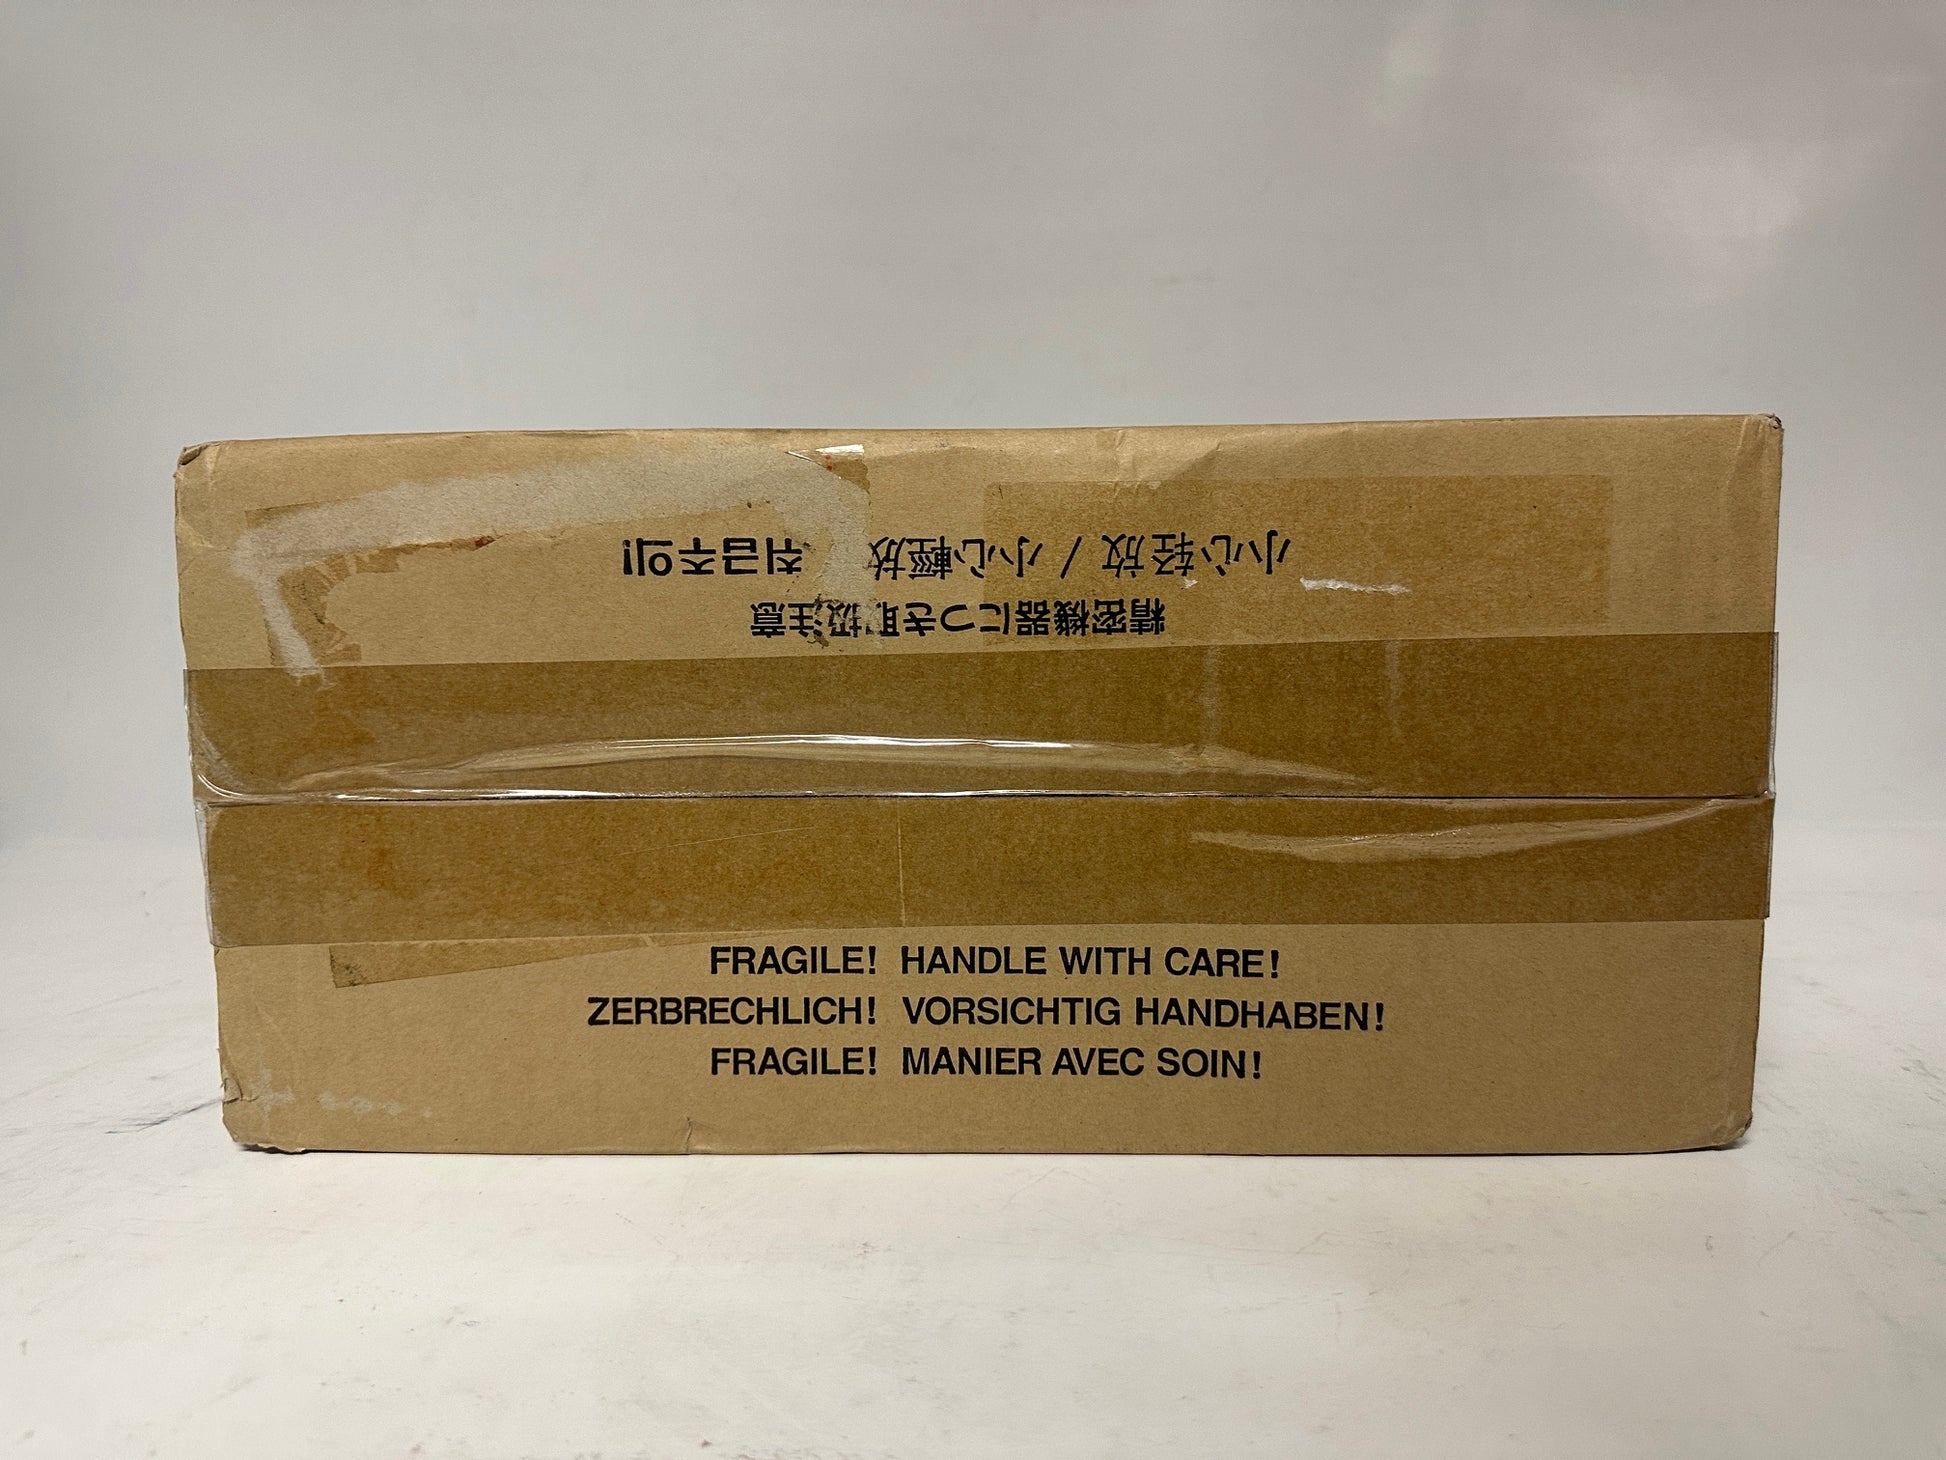 精密機器につき取扱注意
小心轻放 / 小心輕放 취급주의!
FRAGILE! HANDLE WITH CARE!
ZERBRECHLICH! VORSICHTIG HANDHABEN!
FRAGILE! MANIER AVEC SOIN!